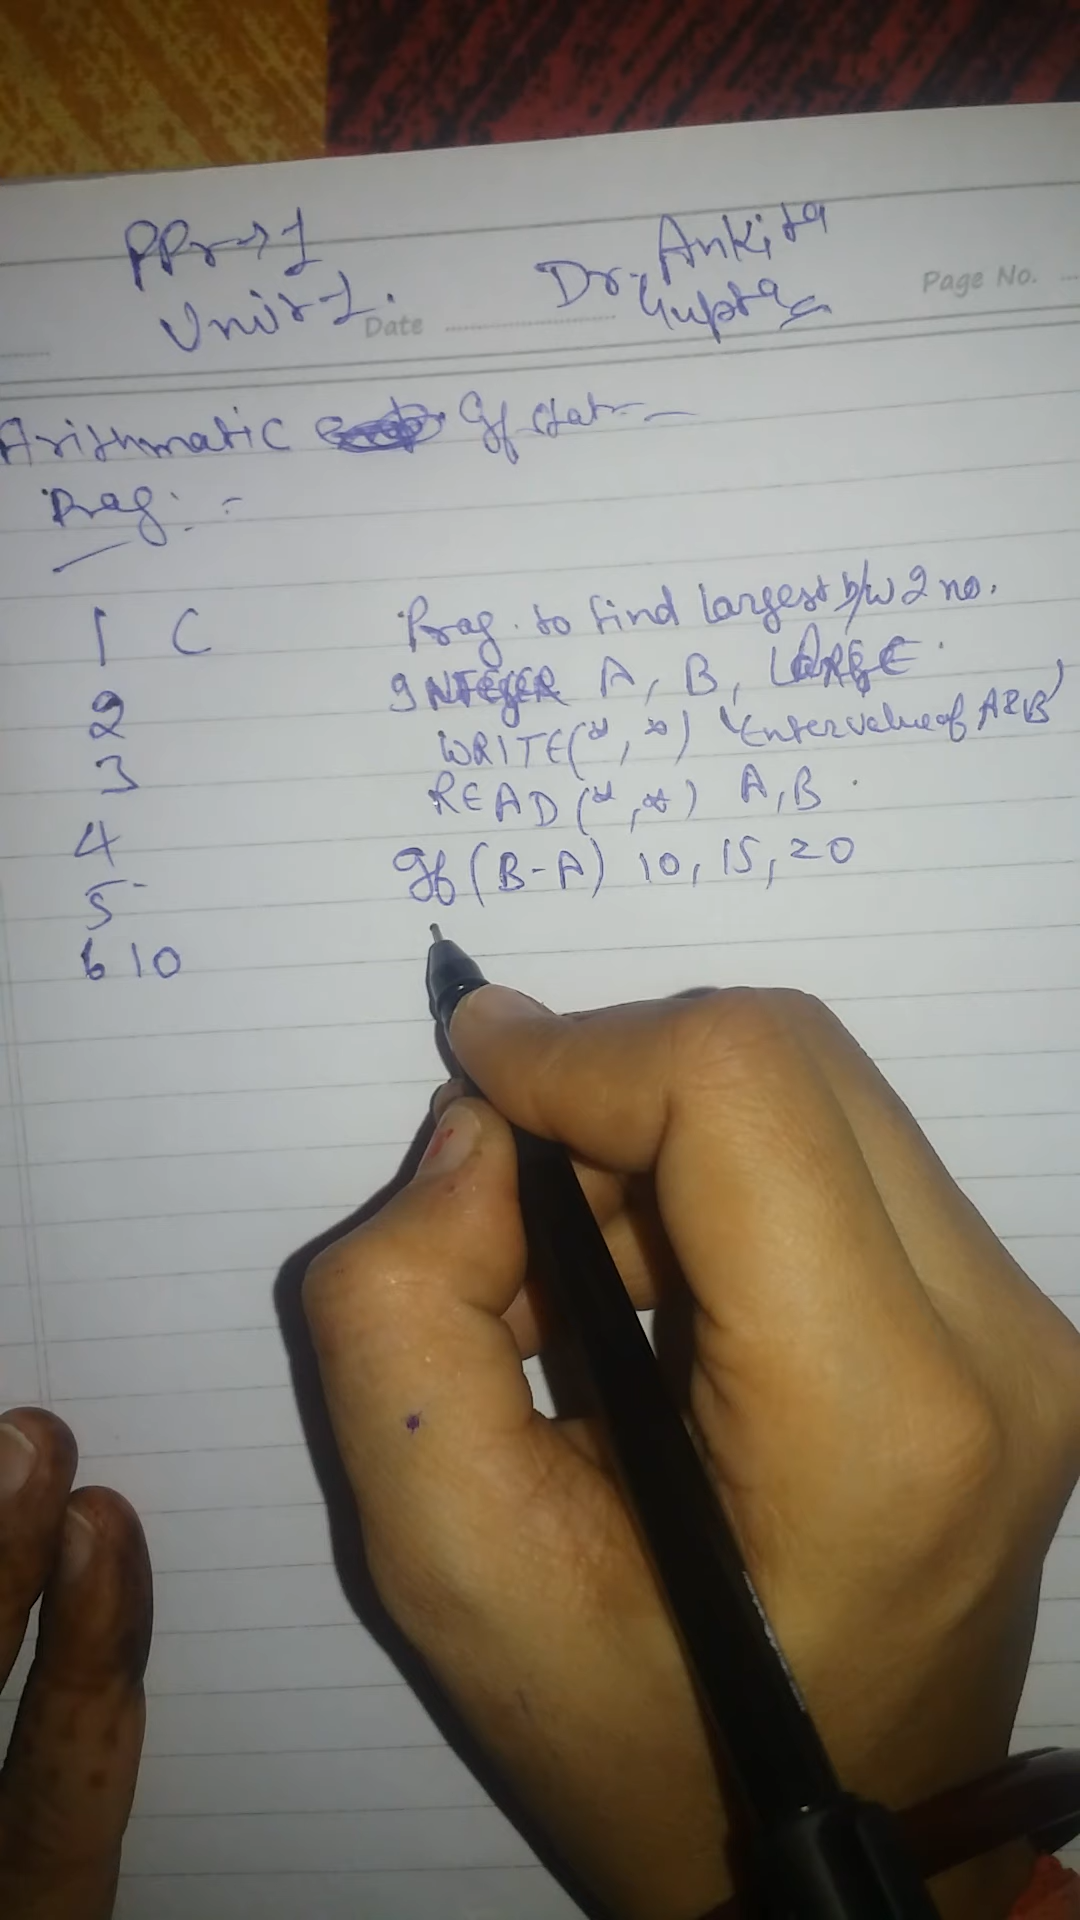 PPr → 1
Unit-1.
Dr. Ankita
Gupta
Date
Page No.
Arithmatic If stat--
Prog: -
1 C Prog. to find largest b/w 2 no.
2 INTEGER A, B, LARGE.
3 WRITE(*,*) 'Enter value of A&B'
4 READ(*,*) A,B.
5 If (B-A) 10, 15, 20
6 10